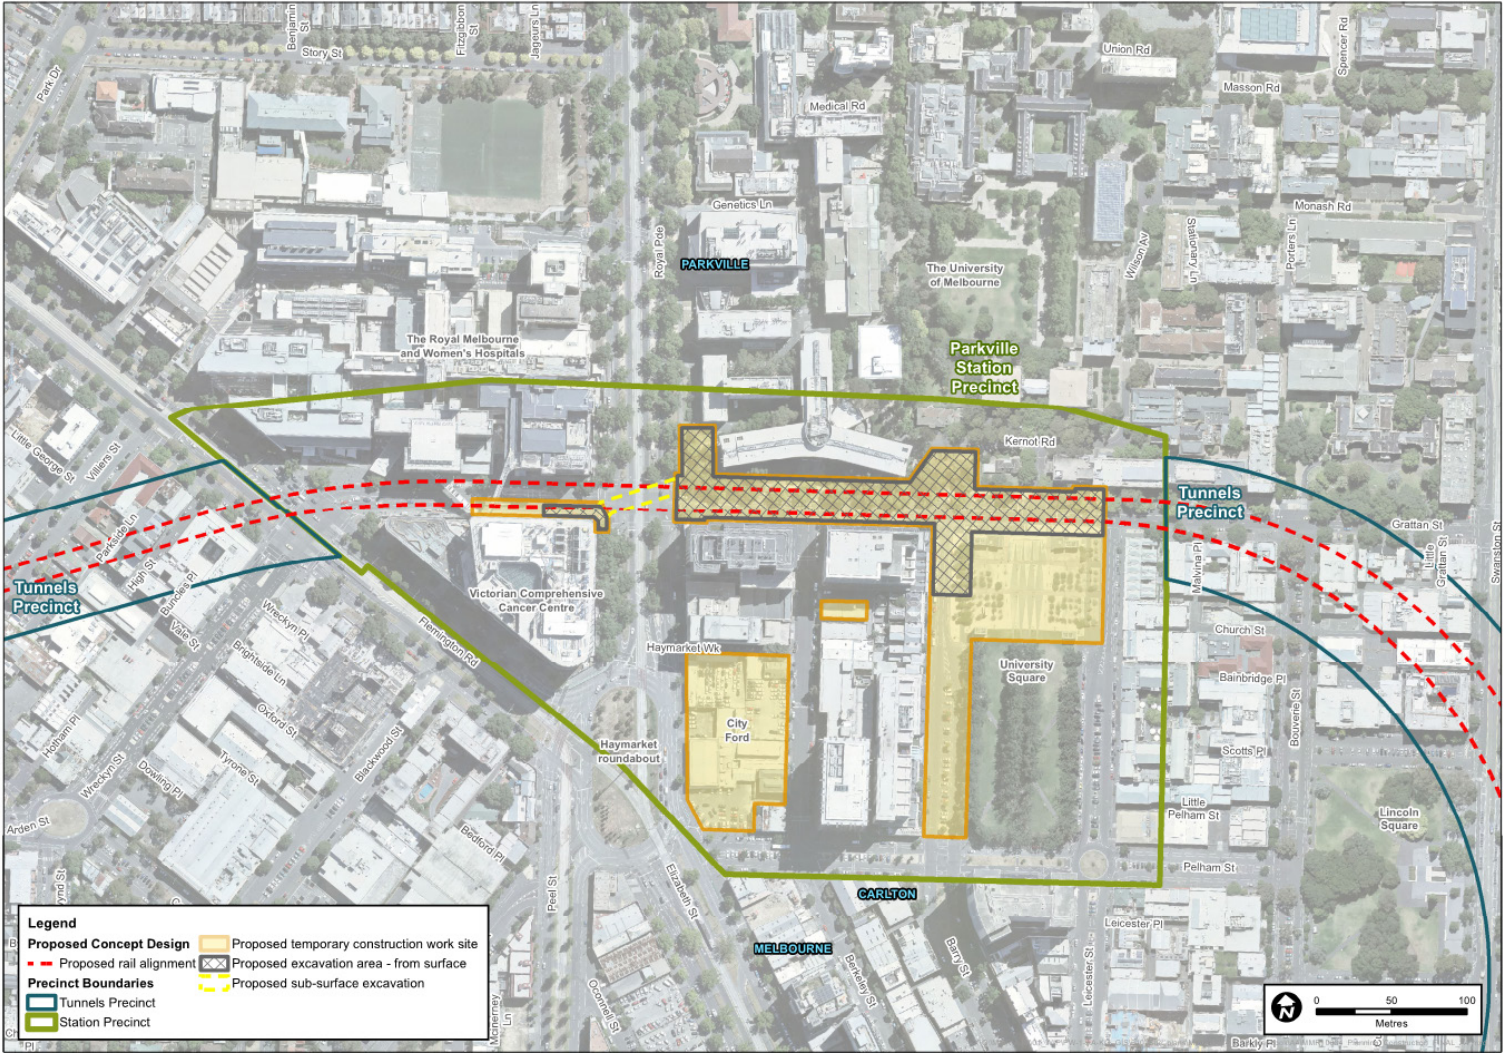 Benjamin
St
Fitzgibbon
St
Jageurs Ln
Story St
Park Dr
Union Rd
Spencer Rd
Masson Rd
Medical Rd
Genetics Ln
Monash Rd
Royal Pde
PARKVILLE
Wilson Av
Stationary Ln
Porters Ln
The University
of Melbourne
The Royal Melbourne
and Women's Hospitals
Parkville
Station
Precinct
Little George St
Villiers St
Kernot Rd
Tunnels
Precinct
Grattan St
Little
Grattan St
Swanston St
Parkside Ln
High St
Buncles Pl
Vale St
Tunnels
Precinct
Malvina Pl
Victorian Comprehensive
Cancer Centre
Wreckyn Pl
Flemington Rd
Brightside Ln
Church St
Haymarket Wk
University
Square
Bainbridge Pl
Hotham Pl
Oxford St
Bouverie St
City
Ford
Haymarket
roundabout
Scotts Pl
Wreckyn St
Dowling Pl
Tyrone St
Blackwood St
Little
Pelham St
Lincoln
Square
Arden St
Bedford Pl
Pelham St
Peel St
Elizabeth St
CARLTON
Leicester Pl
MELBOURNE
Barry St
Berkeley St
Leicester St
Oconnell St
Mcinerney
Ln
Barkly Pl
Legend
Proposed Concept Design
Proposed temporary construction work site
Proposed rail alignment
Proposed excavation area - from surface
Precinct Boundaries
Proposed sub-surface excavation
Tunnels Precinct
Station Precinct
N
0 50 100
Metres